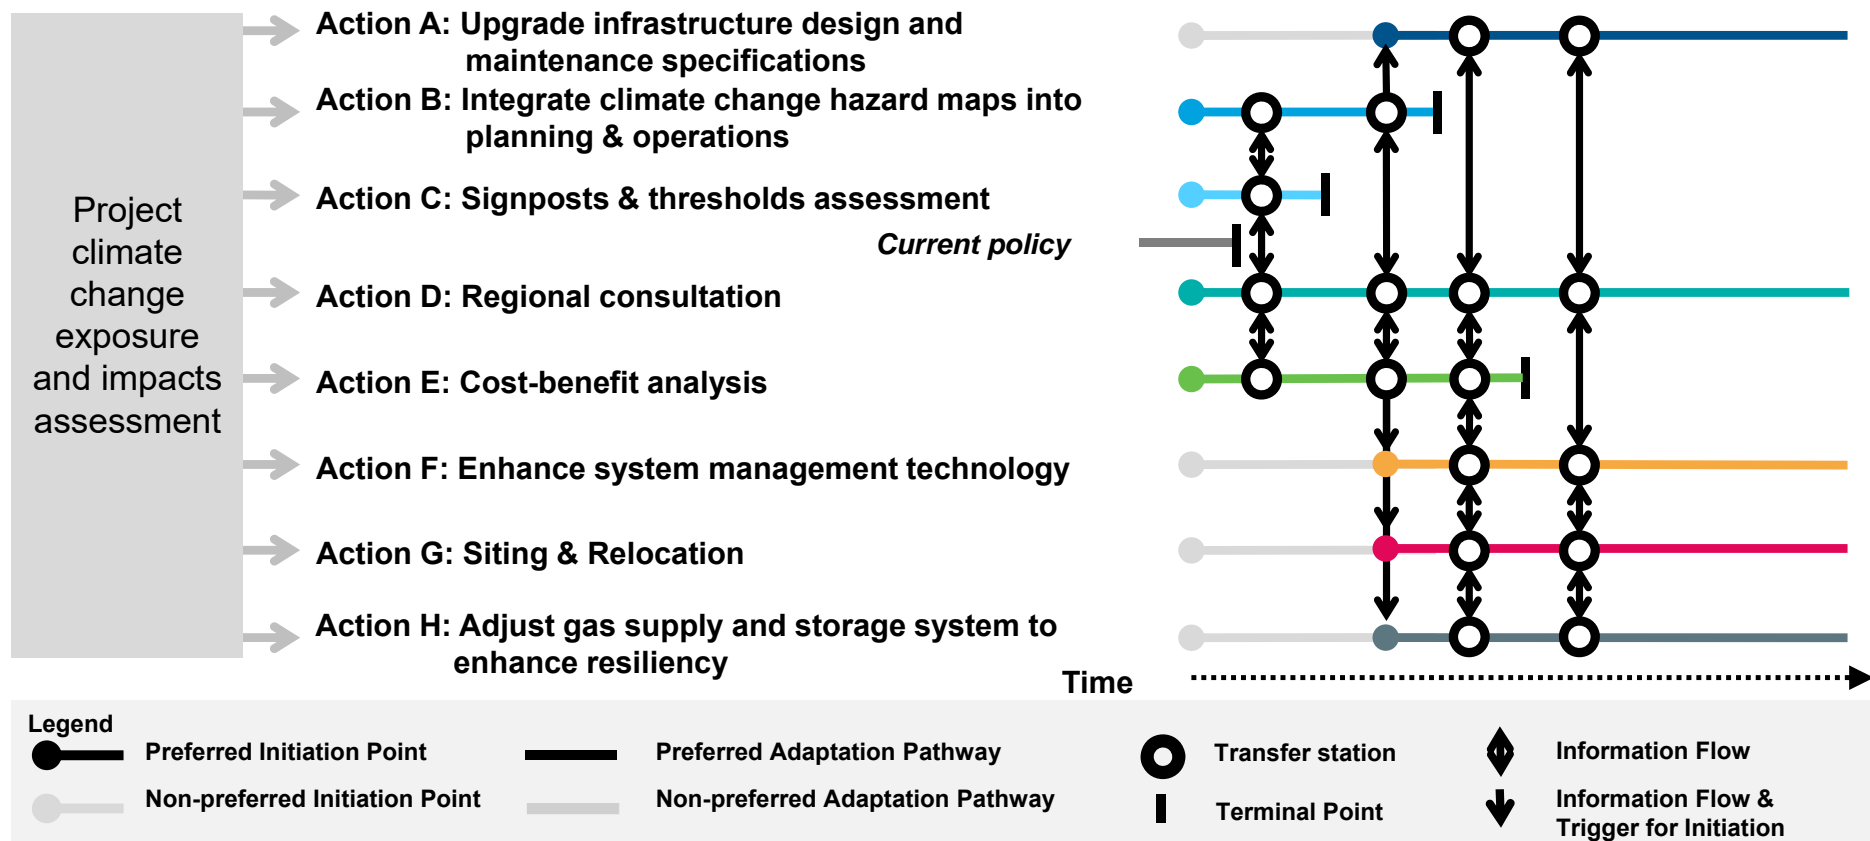 Project
climate
change
exposure
and impacts
assessment
Action A: Upgrade infrastructure design and
maintenance specifications
Action B: Integrate climate change hazard maps into
planning & operations
Action C: Signposts & thresholds assessment
Current policy
Action D: Regional consultation
Action E: Cost-benefit analysis
Action F: Enhance system management technology
Action G: Siting & Relocation
Action H: Adjust gas supply and storage system to
enhance resiliency
Time
Legend
Preferred Initiation Point
Preferred Adaptation Pathway
Transfer station
Information Flow
Non-preferred Initiation Point
Non-preferred Adaptation Pathway
Terminal Point
Information Flow &
Trigger for Initiation